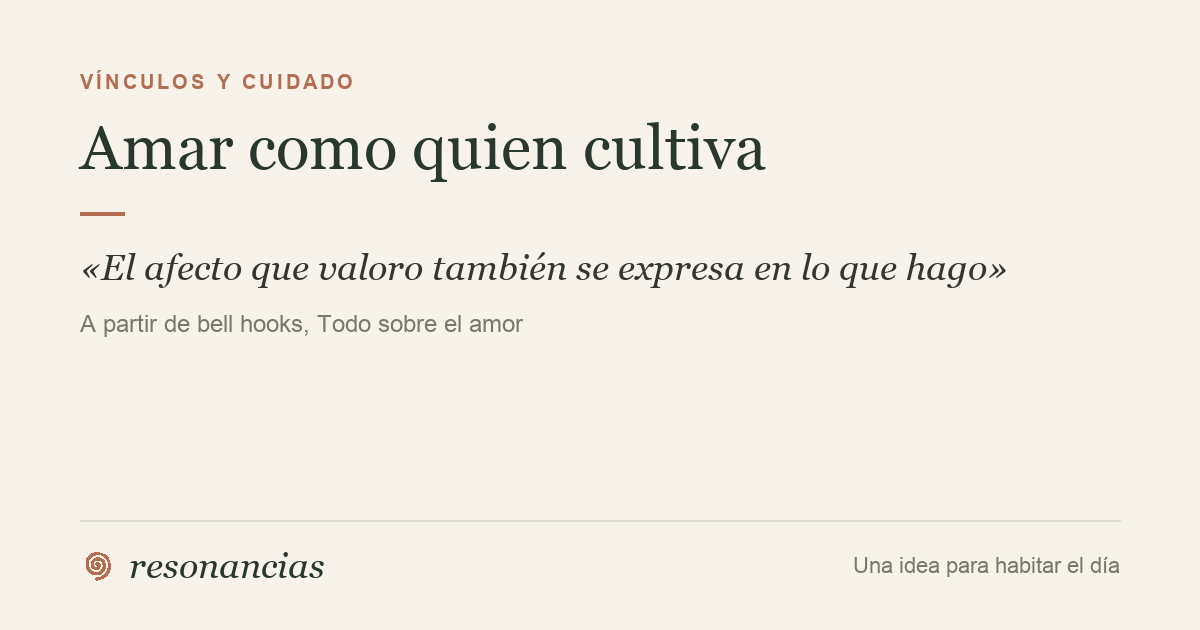 VÍNCULOS Y CUIDADO
Amar como quien cultiva
«El afecto que valoro también se expresa en lo que hago»
A partir de bell hooks, Todo sobre el amor
resonancias
Una idea para habitar el día